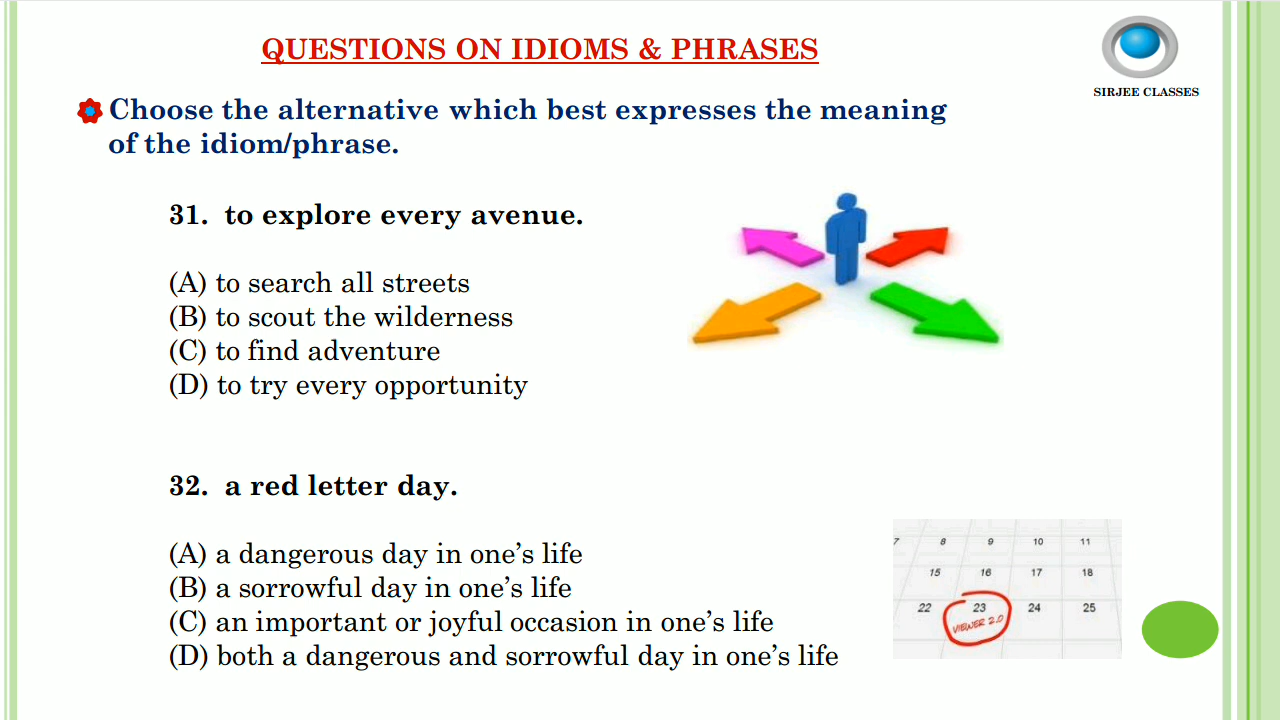 QUESTIONS ON IDIOMS & PHRASES
SIRJEE CLASSES
Choose the alternative which best expresses the meaning
of the idiom/phrase.
31. to explore every avenue.
(A) to search all streets
(B) to scout the wilderness
(C) to find adventure
(D) to try every opportunity
32. a red letter day.
(A) a dangerous day in one’s life
(B) a sorrowful day in one’s life
(C) an important or joyful occasion in one’s life
(D) both a dangerous and sorrowful day in one’s life
7 8 9 10 11
15 16 17 18
22 23 24 25
VIEWER 2.0